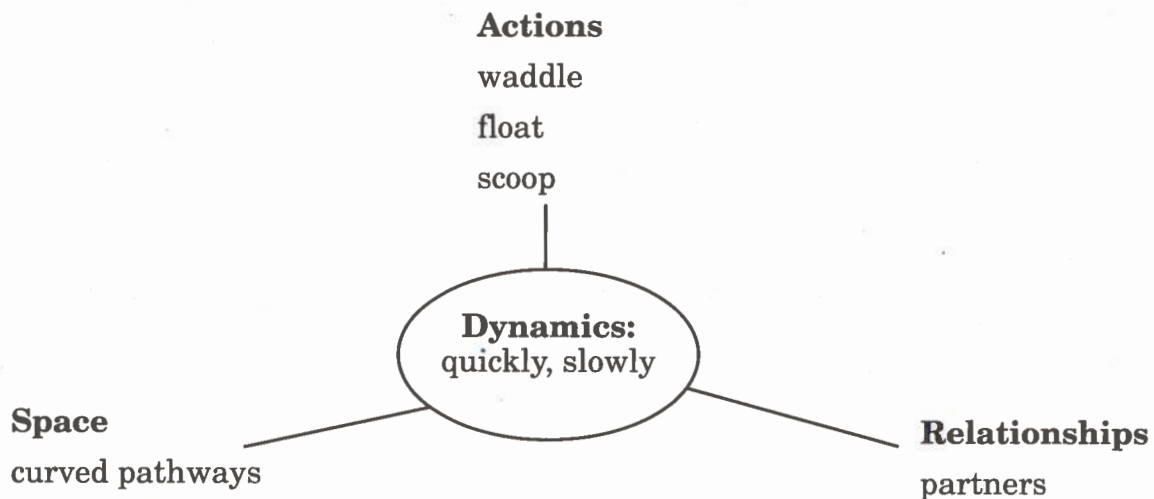 Actions
waddle
float
scoop
Dynamics:
quickly, slowly
Space
curved pathways
Relationships
partners